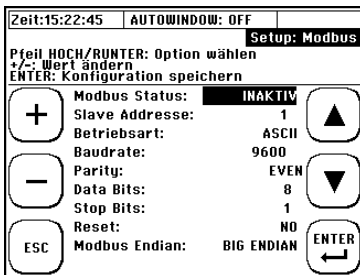 Zeit:15:22:45 AUTOWINDOW: OFF
Setup: Modbus
Pfeil HOCH/RUNTER: Option wählen
+/-: Wert ändern
ENTER: Konfiguration speichern
+ Modbus Status: INAKTIV
Slave Addresse: 1
Betriebsart: ASCII
Baudrate: 9600
Parity: EVEN
– Data Bits: 8
Stop Bits: 1
Reset: NO
ESC Modbus Endian: BIG ENDIAN ENTER